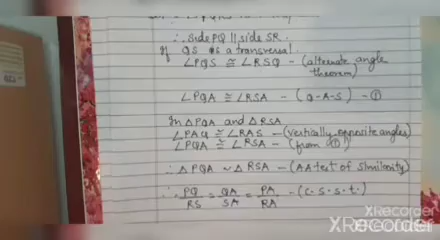 ∴ side PQ || side SR.
If QS is a transversal.
∠PQS ≅ ∠RSQ - (alternate angle
theorem)
∠PQA ≅ ∠RSA - (Q-A-S) - ①
In △PQA and △RSA
∠PAQ ≅ ∠RAS - (vertically opposite angles)
∠PQA ≅ ∠RSA - (from ①)
∴ △PQA ~ △RSA - (AA test of similarity)
∴ PQ/RS = QA/SA = PA/RA - (C.S.S.t.)
XRecorder
XRecorder